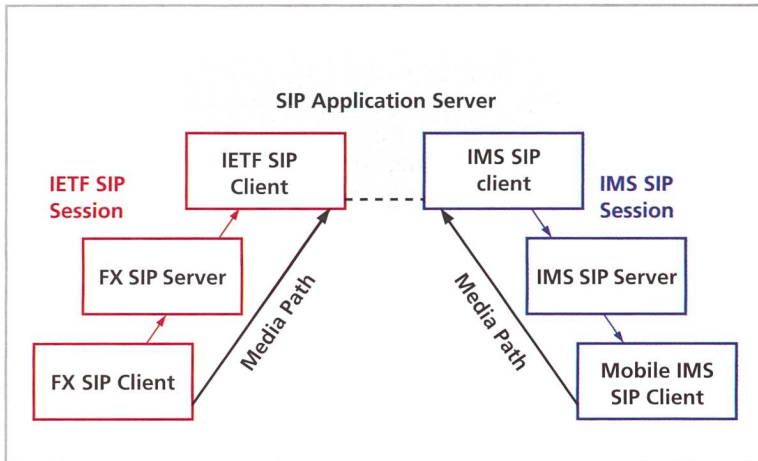 SIP Application Server
IETF SIP
Client
IMS SIP
client
IETF SIP
Session
IMS SIP
Session
FX SIP Server
IMS SIP Server
Media Path
Media Path
FX SIP Client
Mobile IMS
SIP Client